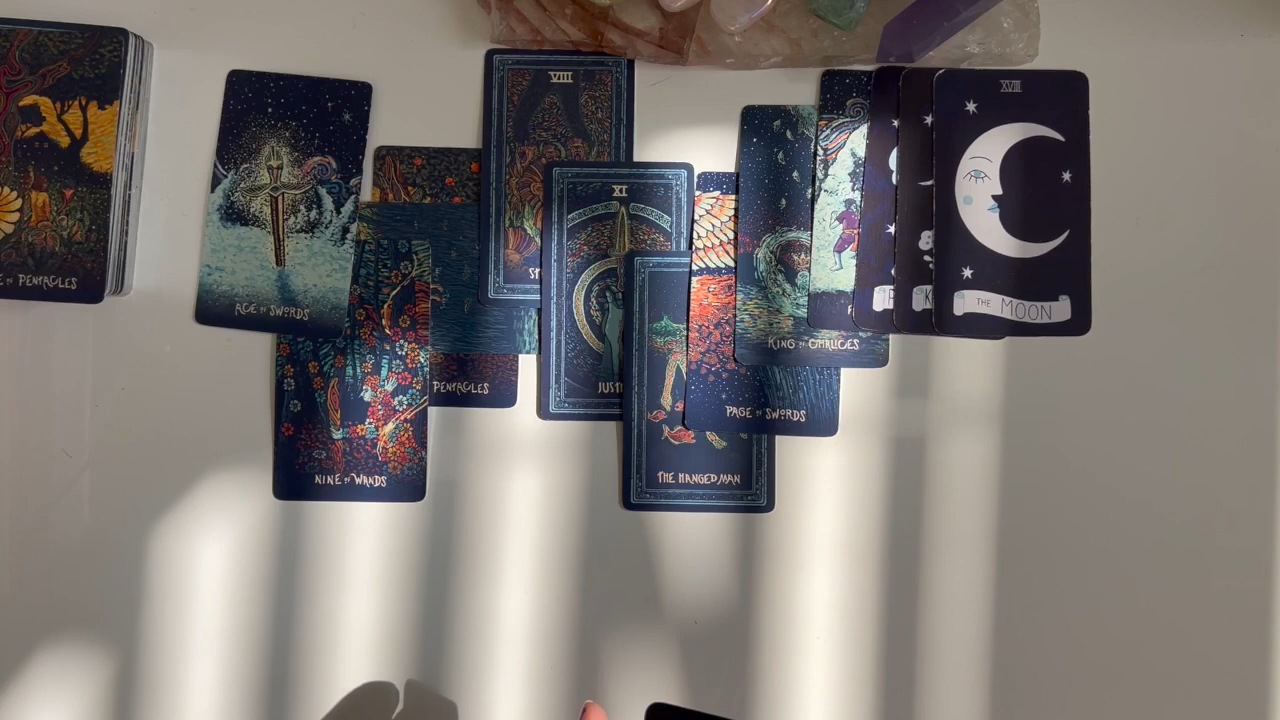 PENTACLES
ACE OF SWORDS
NINE OF WANDS
PENTACLES
VIII
XI
THE HANGED MAN
PAGE OF SWORDS
KING OF CHALICES
XVIII
THE MOON